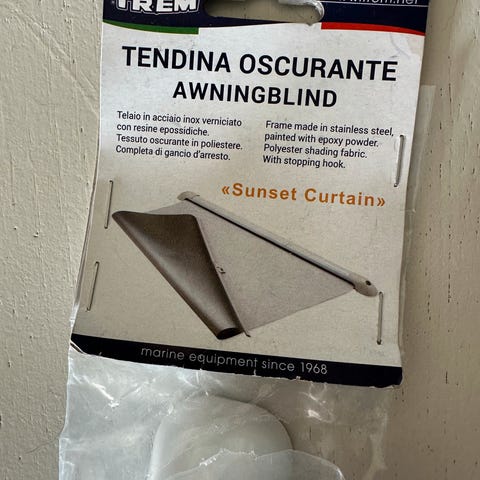 TREM
TENDINA OSCURANTE
AWNINGBLIND
Telaio in acciaio inox verniciato
con resine epossidiche.
Tessuto oscurante in poliestere.
Completa di gancio d'arresto.
Frame made in stainless steel,
painted with epoxy powder.
Polyester shading fabric.
With stopping hook.
«Sunset Curtain»
marine equipment since 1968